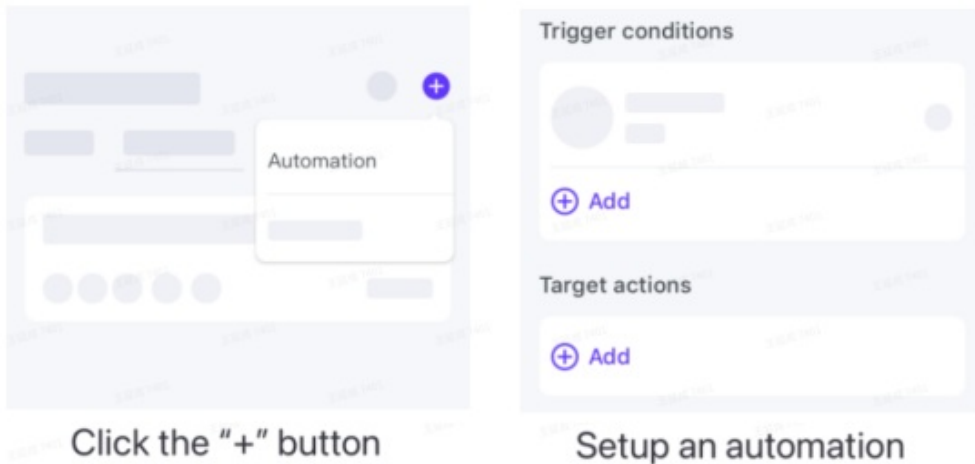 Automation
Click the “+” button
Trigger conditions
Add
Target actions
Add
Setup an automation